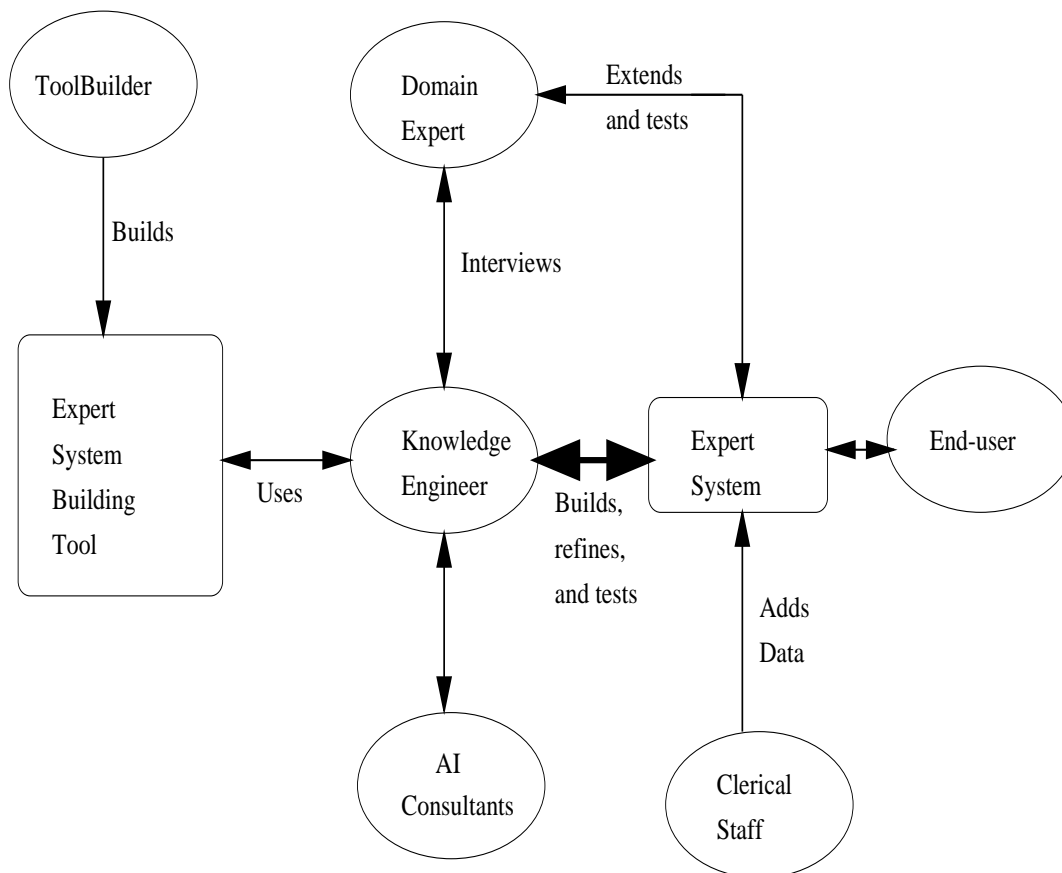 ToolBuilder
Domain
Expert
Extends
and tests
Builds
Interviews
Expert
System
Building
Tool
Uses
Knowledge
Engineer
Builds,
refines,
and tests
Expert
System
End-user
Adds
Data
AI
Consultants
Clerical
Staff